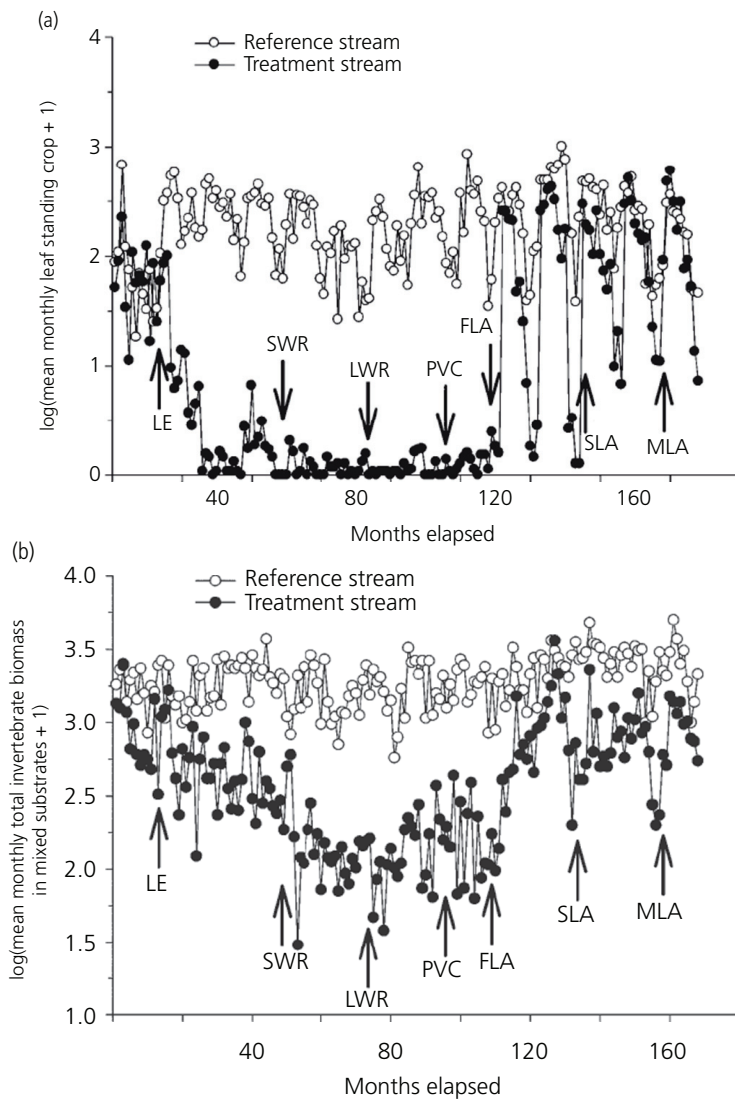 (a)
4
3
2
1
0
log(mean monthly leaf standing crop + 1)
Reference stream
Treatment stream
LE
SWR
LWR
PVC
FLA
SLA
MLA
40
80
120
160
Months elapsed
(b)
4.0
3.5
3.0
2.5
2.0
1.5
1.0
log(mean monthly total invertebrate biomass
in mixed substrates + 1)
Reference stream
Treatment stream
LE
SWR
LWR
PVC
FLA
SLA
MLA
40
80
120
160
Months elapsed